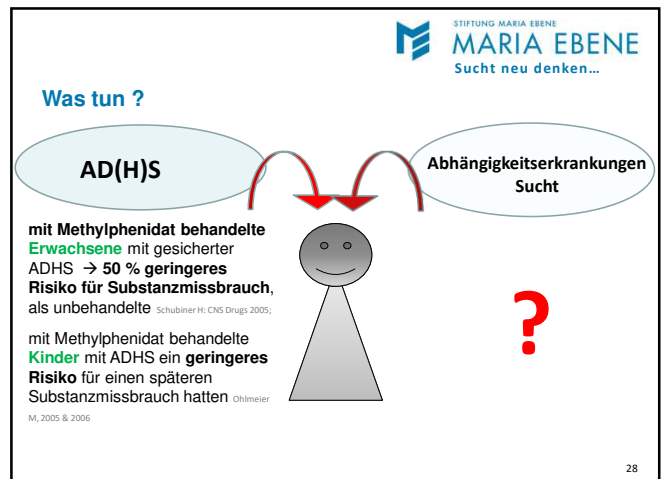 STIFTUNG MARIA EBENE
MARIA EBENE
Sucht neu denken...
Was tun ?
AD(H)S
Abhängigkeitserkrankungen
Sucht
mit Methylphenidat behandelte
Erwachsene mit gesicherter
ADHS → 50 % geringeres
Risiko für Substanzmissbrauch,
als unbehandelte Schubiner H: CNS Drugs 2005;
mit Methylphenidat behandelte
Kinder mit ADHS ein geringeres
Risiko für einen späteren
Substanzmissbrauch hatten Ohlmeier
M, 2005 & 2006
?
28